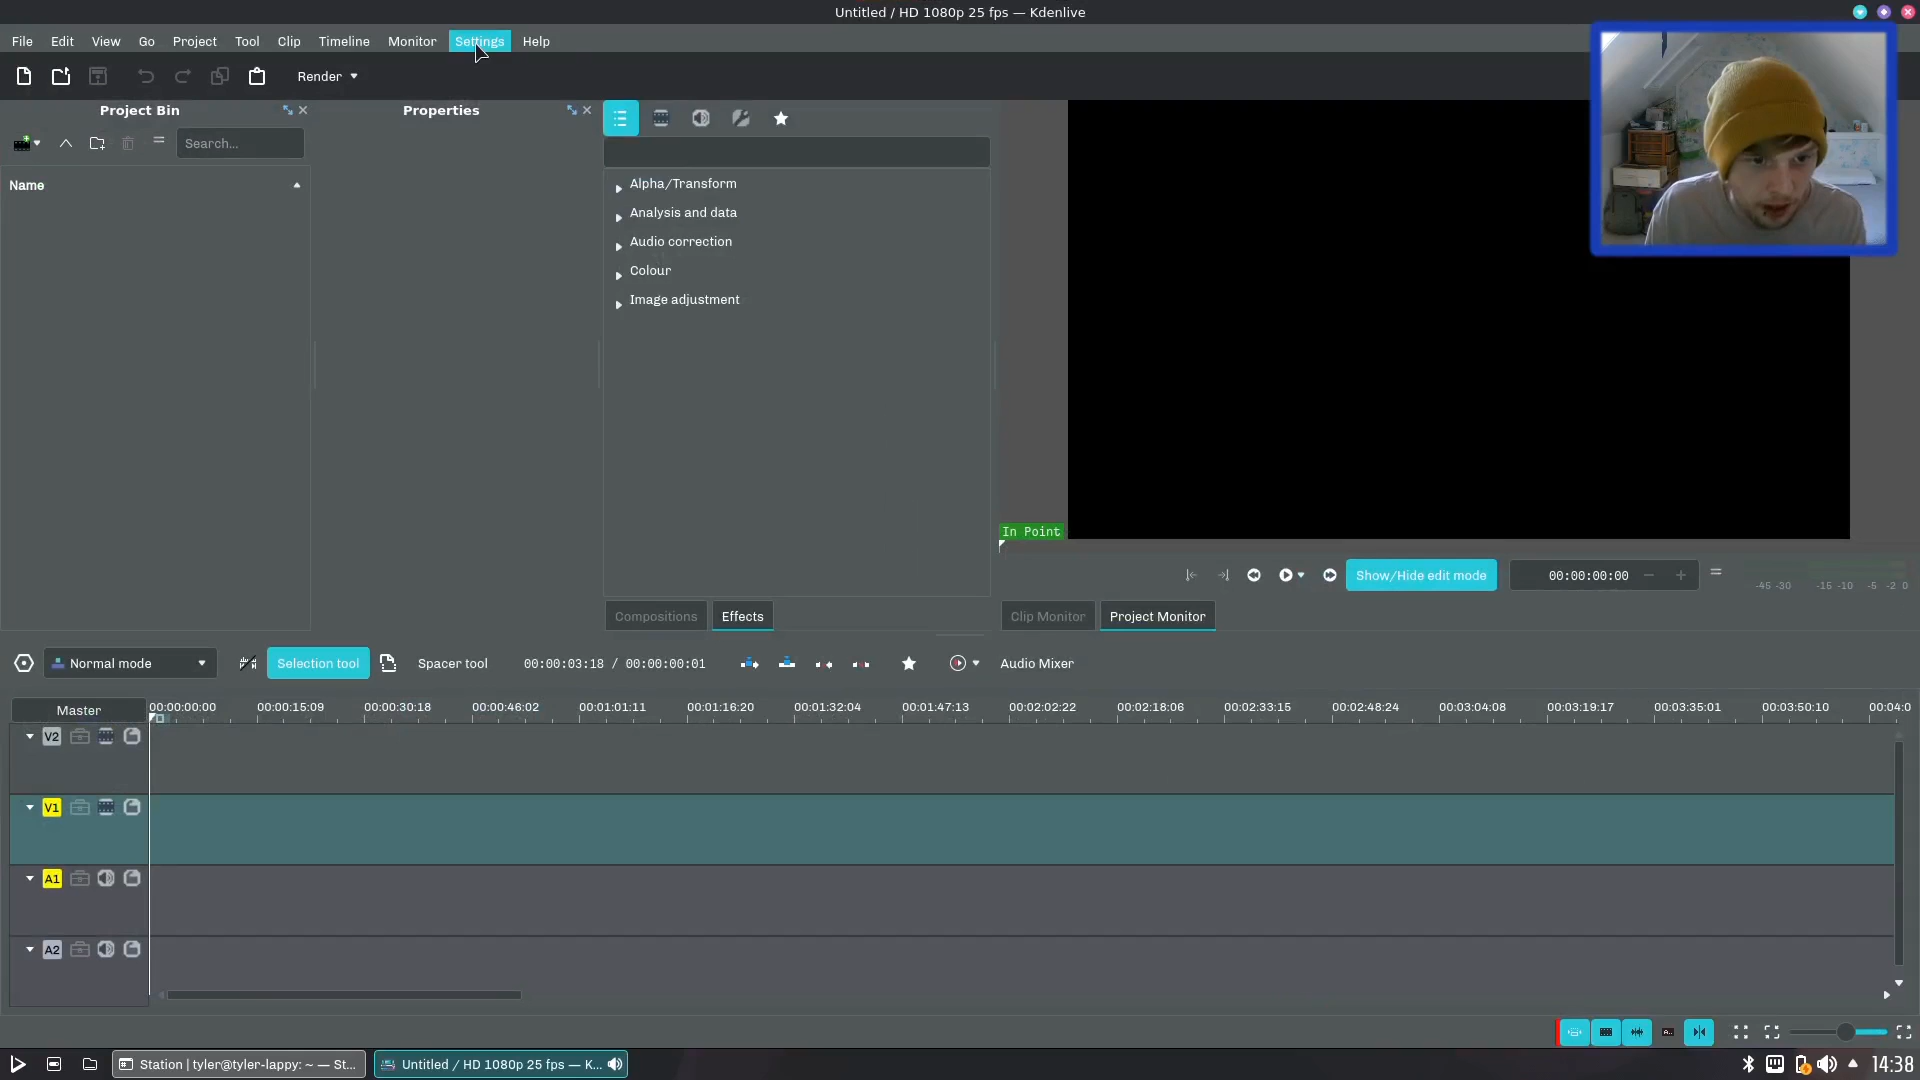 Untitled / HD 1080p 25 fps — Kdenlive
File Edit View Go Project Tool Clip Timeline Monitor Settings Help
Render
Project Bin
Properties
Search...
Name
Alpha/Transform
Analysis and data
Audio correction
Colour
Image adjustment
In Point
Show/Hide edit mode
00:00:00:00
-45 -30 -15 -10 -5 -2 0
Compositions
Effects
Clip Monitor
Project Monitor
Normal mode
Selection tool
Spacer tool
00:00:03:18 / 00:00:00:01
Audio Mixer
Master
00:00:00:00 00:00:15:09 00:00:30:18 00:00:46:02 00:01:01:11 00:01:16:20 00:01:32:04 00:01:47:13 00:02:02:22 00:02:18:06 00:02:33:15 00:02:48:24 00:03:04:08 00:03:19:17 00:03:35:01 00:03:50:10 00:04:0
V2
V1
A1
A2
Station | tyler@tyler-lappy: ~ — St...
Untitled / HD 1080p 25 fps — K...
14:38